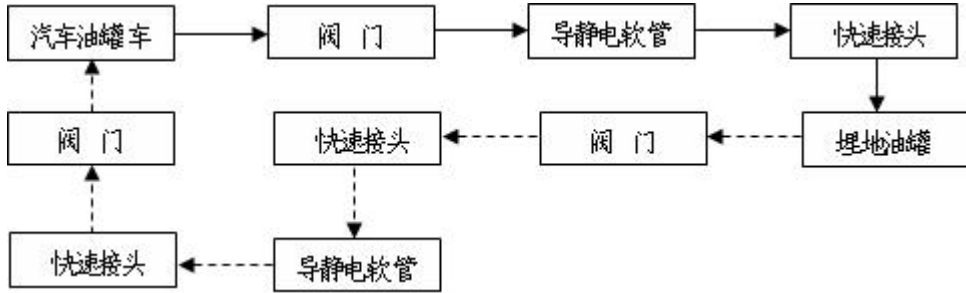 汽车油罐车
阀 门
导静电软管
快速接头
阀 门
快速接头
阀 门
埋地油罐
快速接头
导静电软管